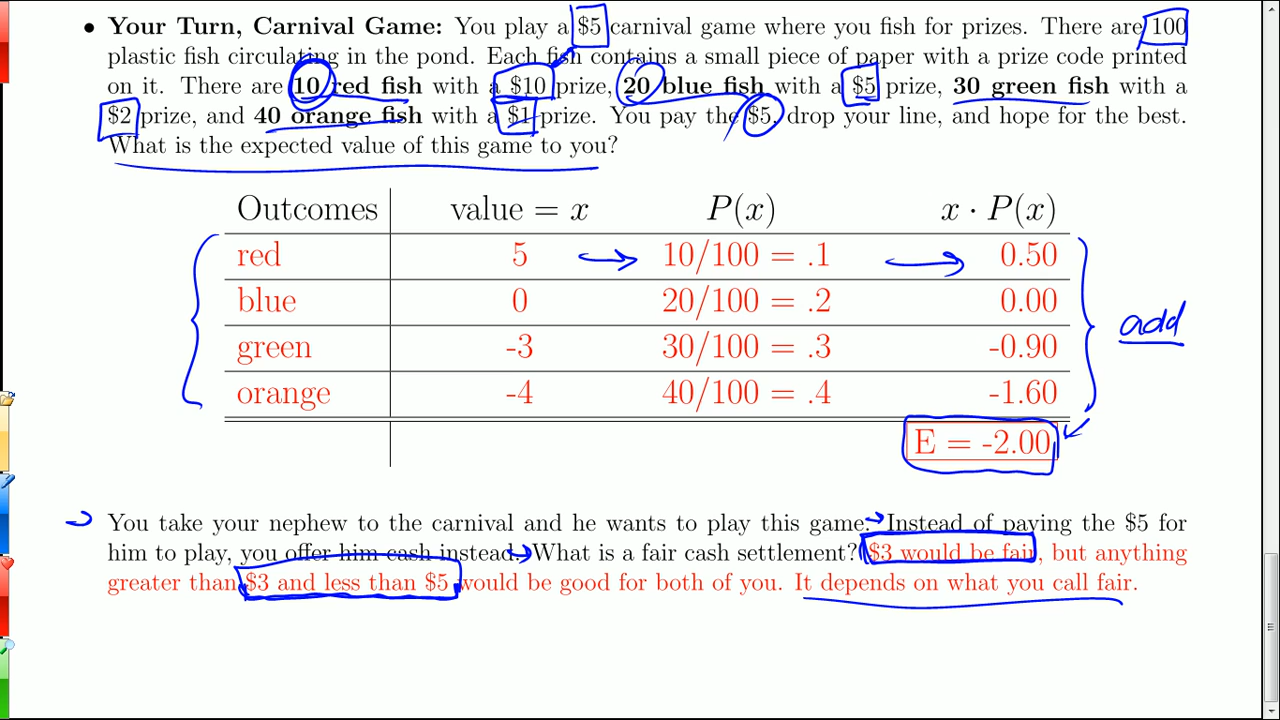 • Your Turn, Carnival Game: You play a $5 carnival game where you fish for prizes. There are 100
plastic fish circulating in the pond. Each fish contains a small piece of paper with a prize code printed
on it. There are 10 red fish with a $10 prize, 20 blue fish with a $5 prize, 30 green fish with a
$2 prize, and 40 orange fish with a $1 prize. You pay the $5, drop your line, and hope for the best.
What is the expected value of this game to you?
Outcomes value = x P(x) x · P(x)
red 5 10/100 = .1 0.50
blue 0 20/100 = .2 0.00
add
green -3 30/100 = .3 -0.90
orange -4 40/100 = .4 -1.60
E = -2.00
You take your nephew to the carnival and he wants to play this game. Instead of paying the $5 for
him to play, you offer him cash instead. What is a fair cash settlement? $3 would be fair, but anything
greater than $3 and less than $5 would be good for both of you. It depends on what you call fair.